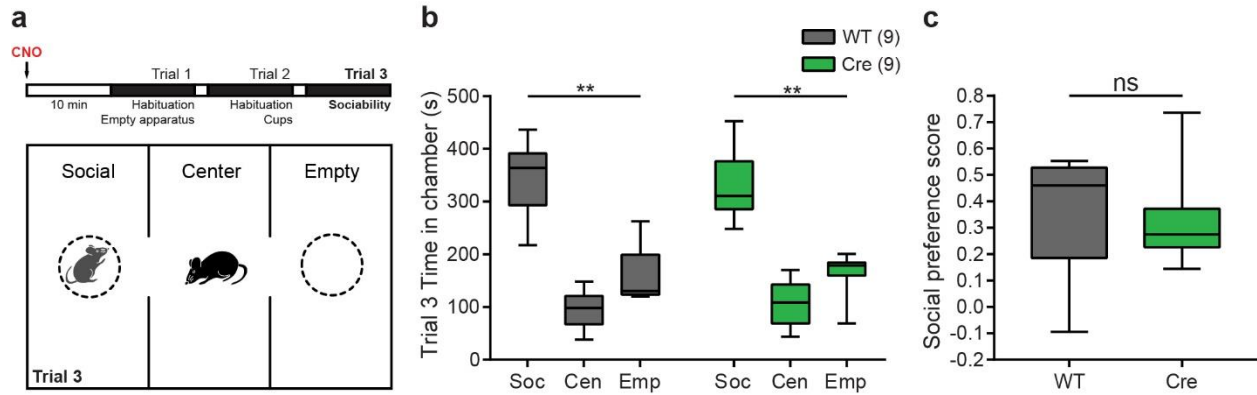 a
CNO
Trial 1
Trial 2
Trial 3
10 min
Habituation
Empty apparatus
Habituation
Cups
Sociability
Social
Center
Empty
Trial 3
b
WT (9)
Cre (9)
Trial 3 Time in chamber (s)
500
400
300
200
100
0
**
**
Soc
Cen
Emp
Soc
Cen
Emp
c
ns
Social preference score
0.8
0.7
0.6
0.5
0.4
0.3
0.2
0.1
0.0
-0.1
-0.2
WT
Cre